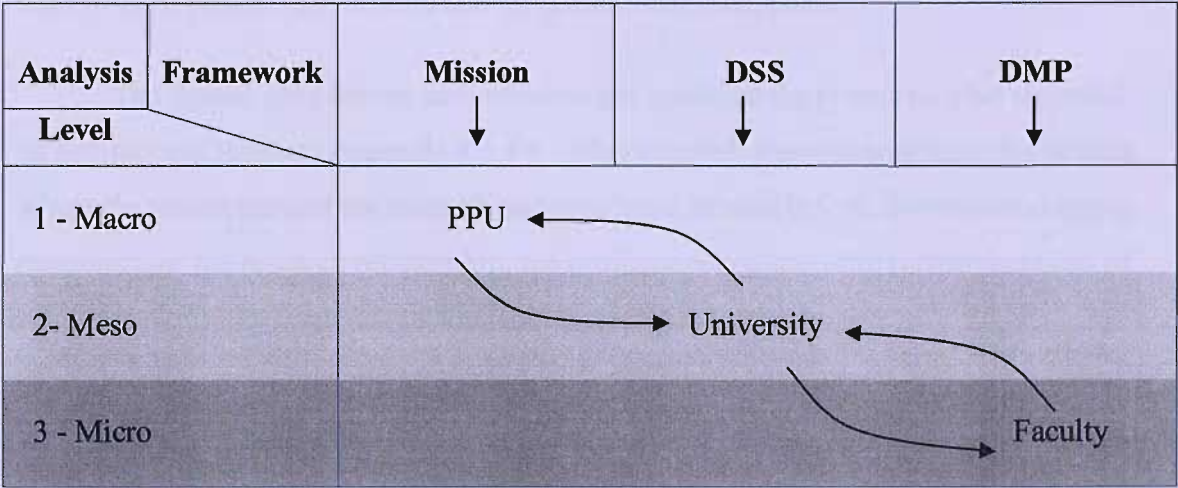 Analysis Framework Mission DSS DMP
Level
1 - Macro PPU
2- Meso University
3 - Micro Faculty